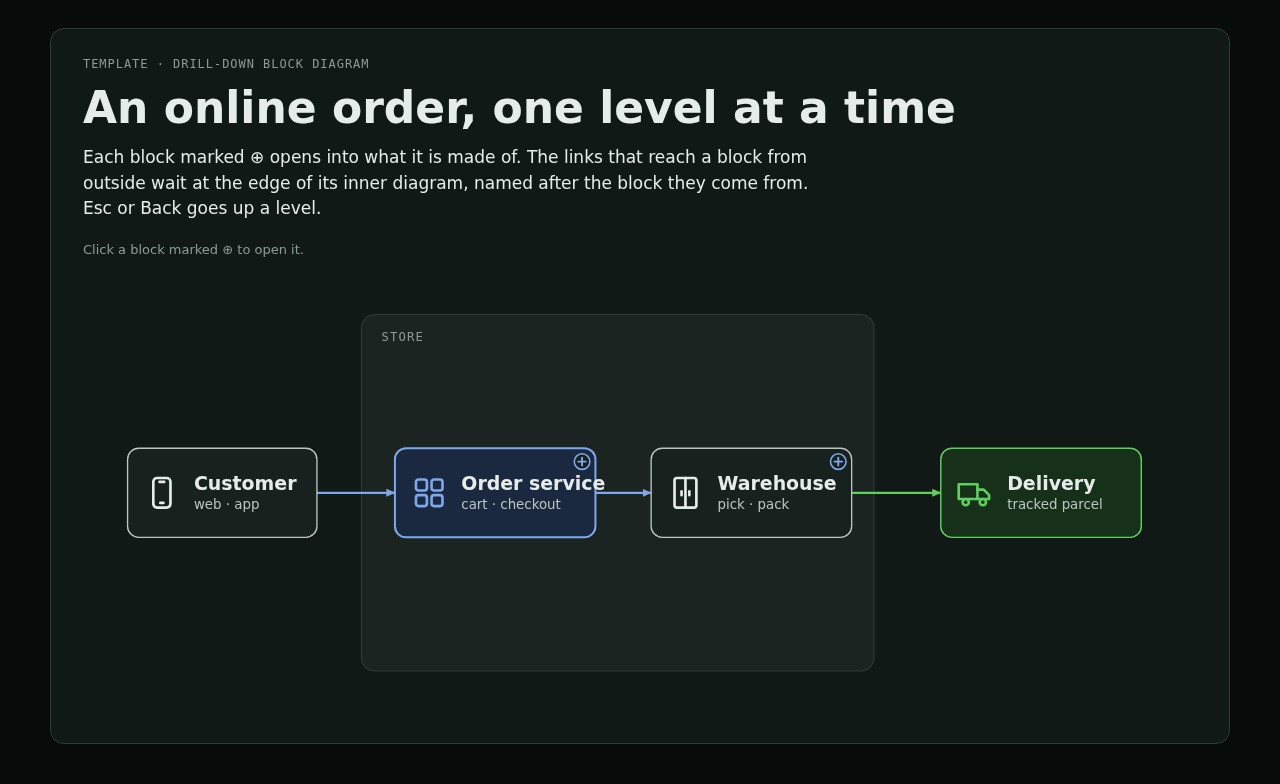 TEMPLATE · DRILL-DOWN BLOCK DIAGRAM
An online order, one level at a time
Each block marked ⊕ opens into what it is made of. The links that reach a block from
outside wait at the edge of its inner diagram, named after the block they come from.
Esc or Back goes up a level.
Click a block marked ⊕ to open it.
STORE
Customer
web · app
Order service
cart · checkout
Warehouse
pick · pack
Delivery
tracked parcel